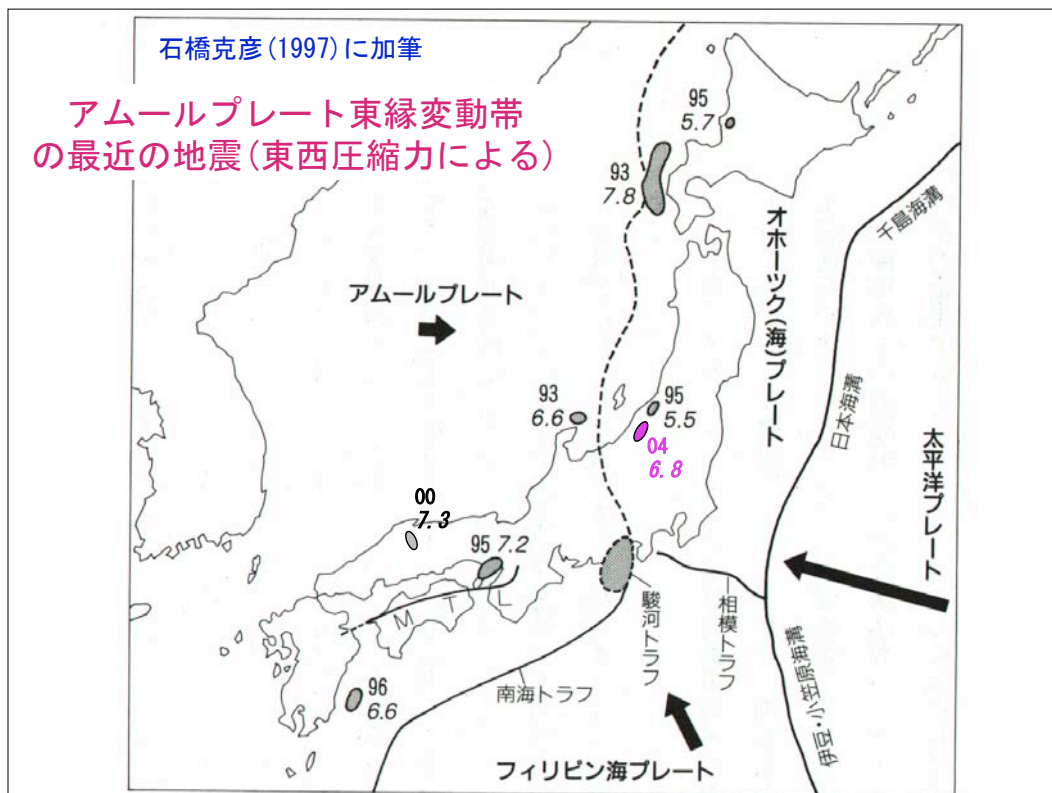 石橋克彦(1997)に加筆
アムールプレート東縁変動帯
の最近の地震(東西圧縮力による)
95
5.7
93
7.8
オホーツク(海)プレート
千島海溝
アムールプレート
日本海溝
93
6.6
95
5.5
04
6.8
太平洋プレート
00
7.3
95 7.2
M T L
駿河トラフ
相模トラフ
伊豆・小笠原海溝
南海トラフ
96
6.6
フィリピン海プレート